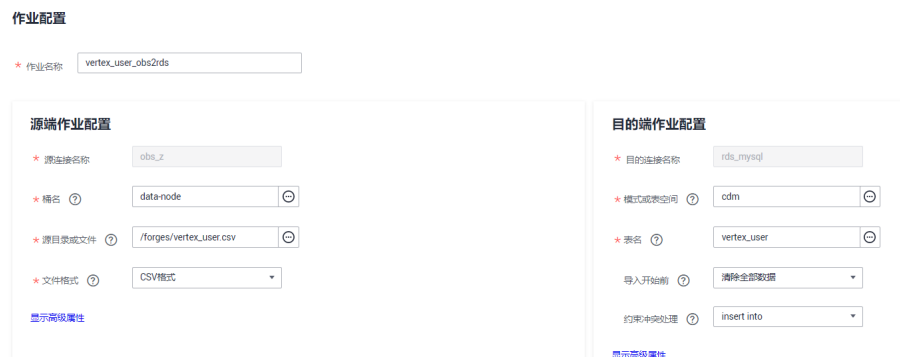 作业配置
* 作业名称 vertex_user_obs2rds
源端作业配置
* 源连接名称 obs_z
* 桶名 ? data-node
* 源目录或文件 ? /forges/vertex_user.csv
* 文件格式 ? CSV格式
显示高级属性
目的端作业配置
* 目的连接名称 rds_mysql
* 模式或表空间 ? cdm
* 表名 ? vertex_user
导入开始前 ? 清除全部数据
约束冲突处理 ? insert into
显示高级属性